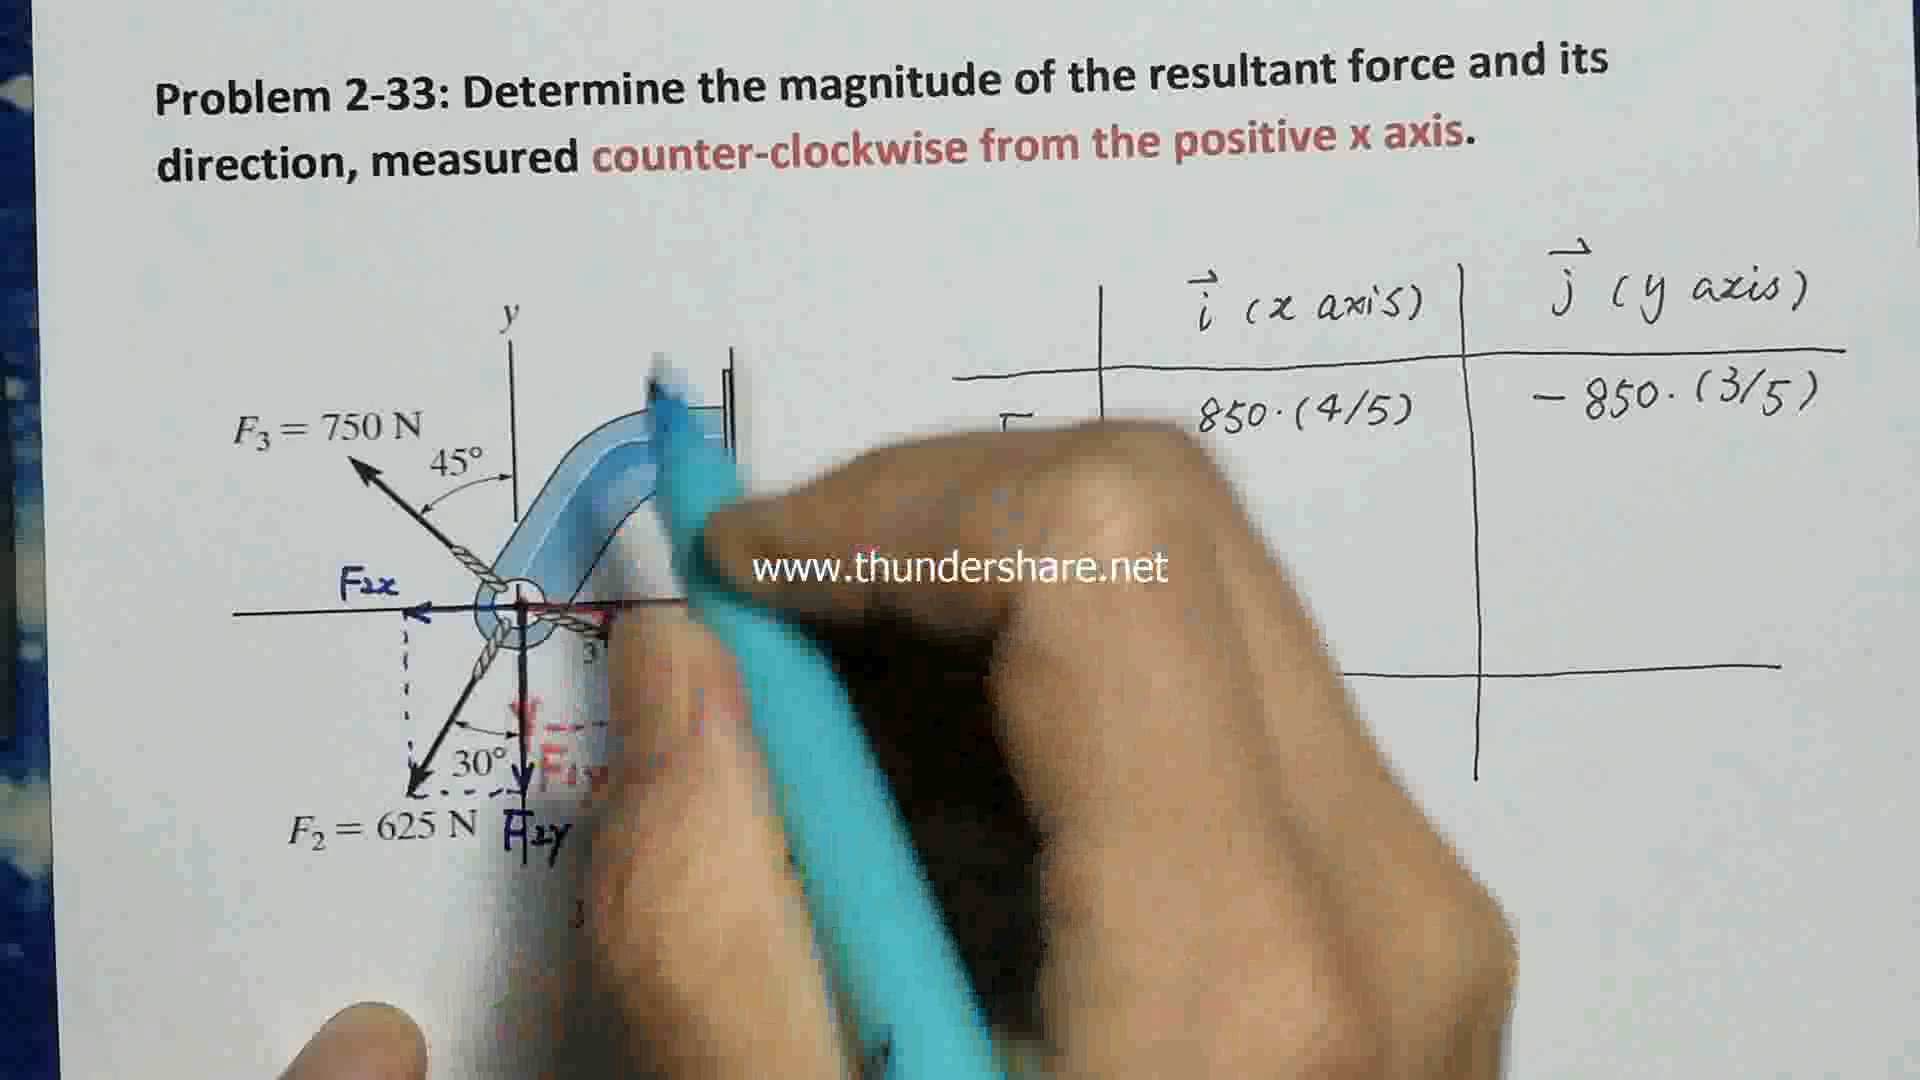 Problem 2-33: Determine the magnitude of the resultant force and its
direction, measured counter-clockwise from the positive x axis.
i (x axis)
j (y axis)
y
850·(4/5)
- 850·(3/5)
F3 = 750 N
45°
www.thundershare.net
F2x
3
30°
F2 = 625 N
F2y